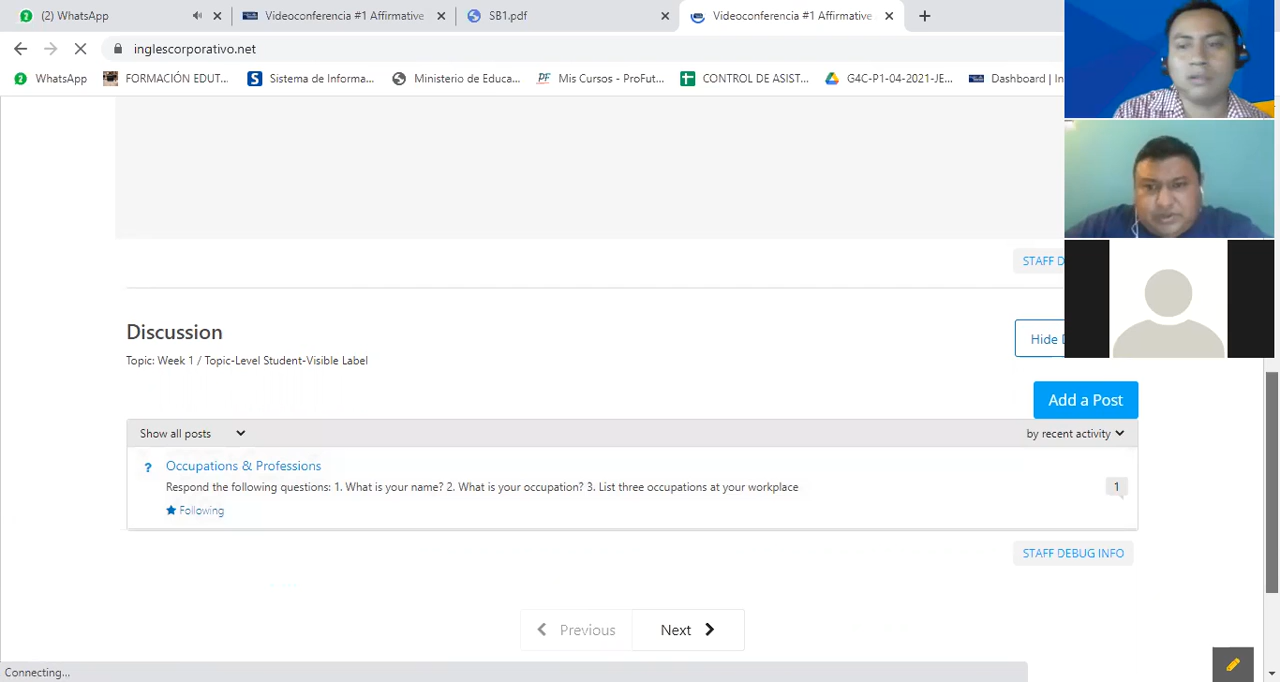 (2) WhatsApp
Videoconferencia #1 Affirmative
SB1.pdf
Videoconferencia #1 Affirmative
inglescorporativo.net
WhatsApp
FORMACIÓN EDUT...
Sistema de Informa...
Ministerio de Educa...
PF Mis Cursos - ProFut...
CONTROL DE ASIST...
G4C-P1-04-2021-JE...
Dashboard | In
STAFF D
Discussion
Hide
Topic: Week 1 / Topic-Level Student-Visible Label
Add a Post
Show all posts
by recent activity
? Occupations & Professions
Respond the following questions: 1. What is your name? 2. What is your occupation? 3. List three occupations at your workplace
1
Following
STAFF DEBUG INFO
Previous
Next
Connecting...